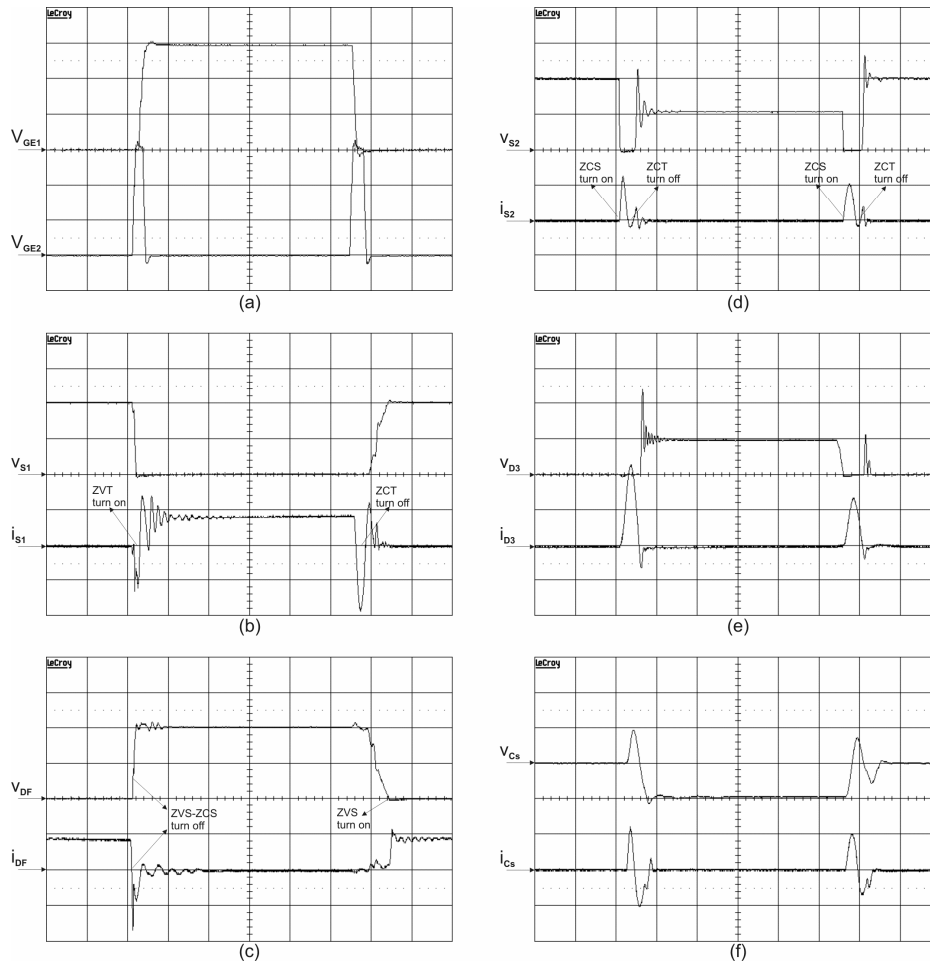 LeCroy
V_GE1
V_GE2
(a)
LeCroy
v_S1
ZVT
turn on
ZCT
turn off
i_S1
(b)
LeCroy
v_DF
ZVS-ZCS
turn off
ZVS
turn on
i_DF
(c)
LeCroy
v_S2
ZCS
turn on
ZCT
turn off
ZCS
turn on
ZCT
turn off
i_S2
(d)
LeCroy
v_D3
i_D3
(e)
LeCroy
v_Cs
i_Cs
(f)